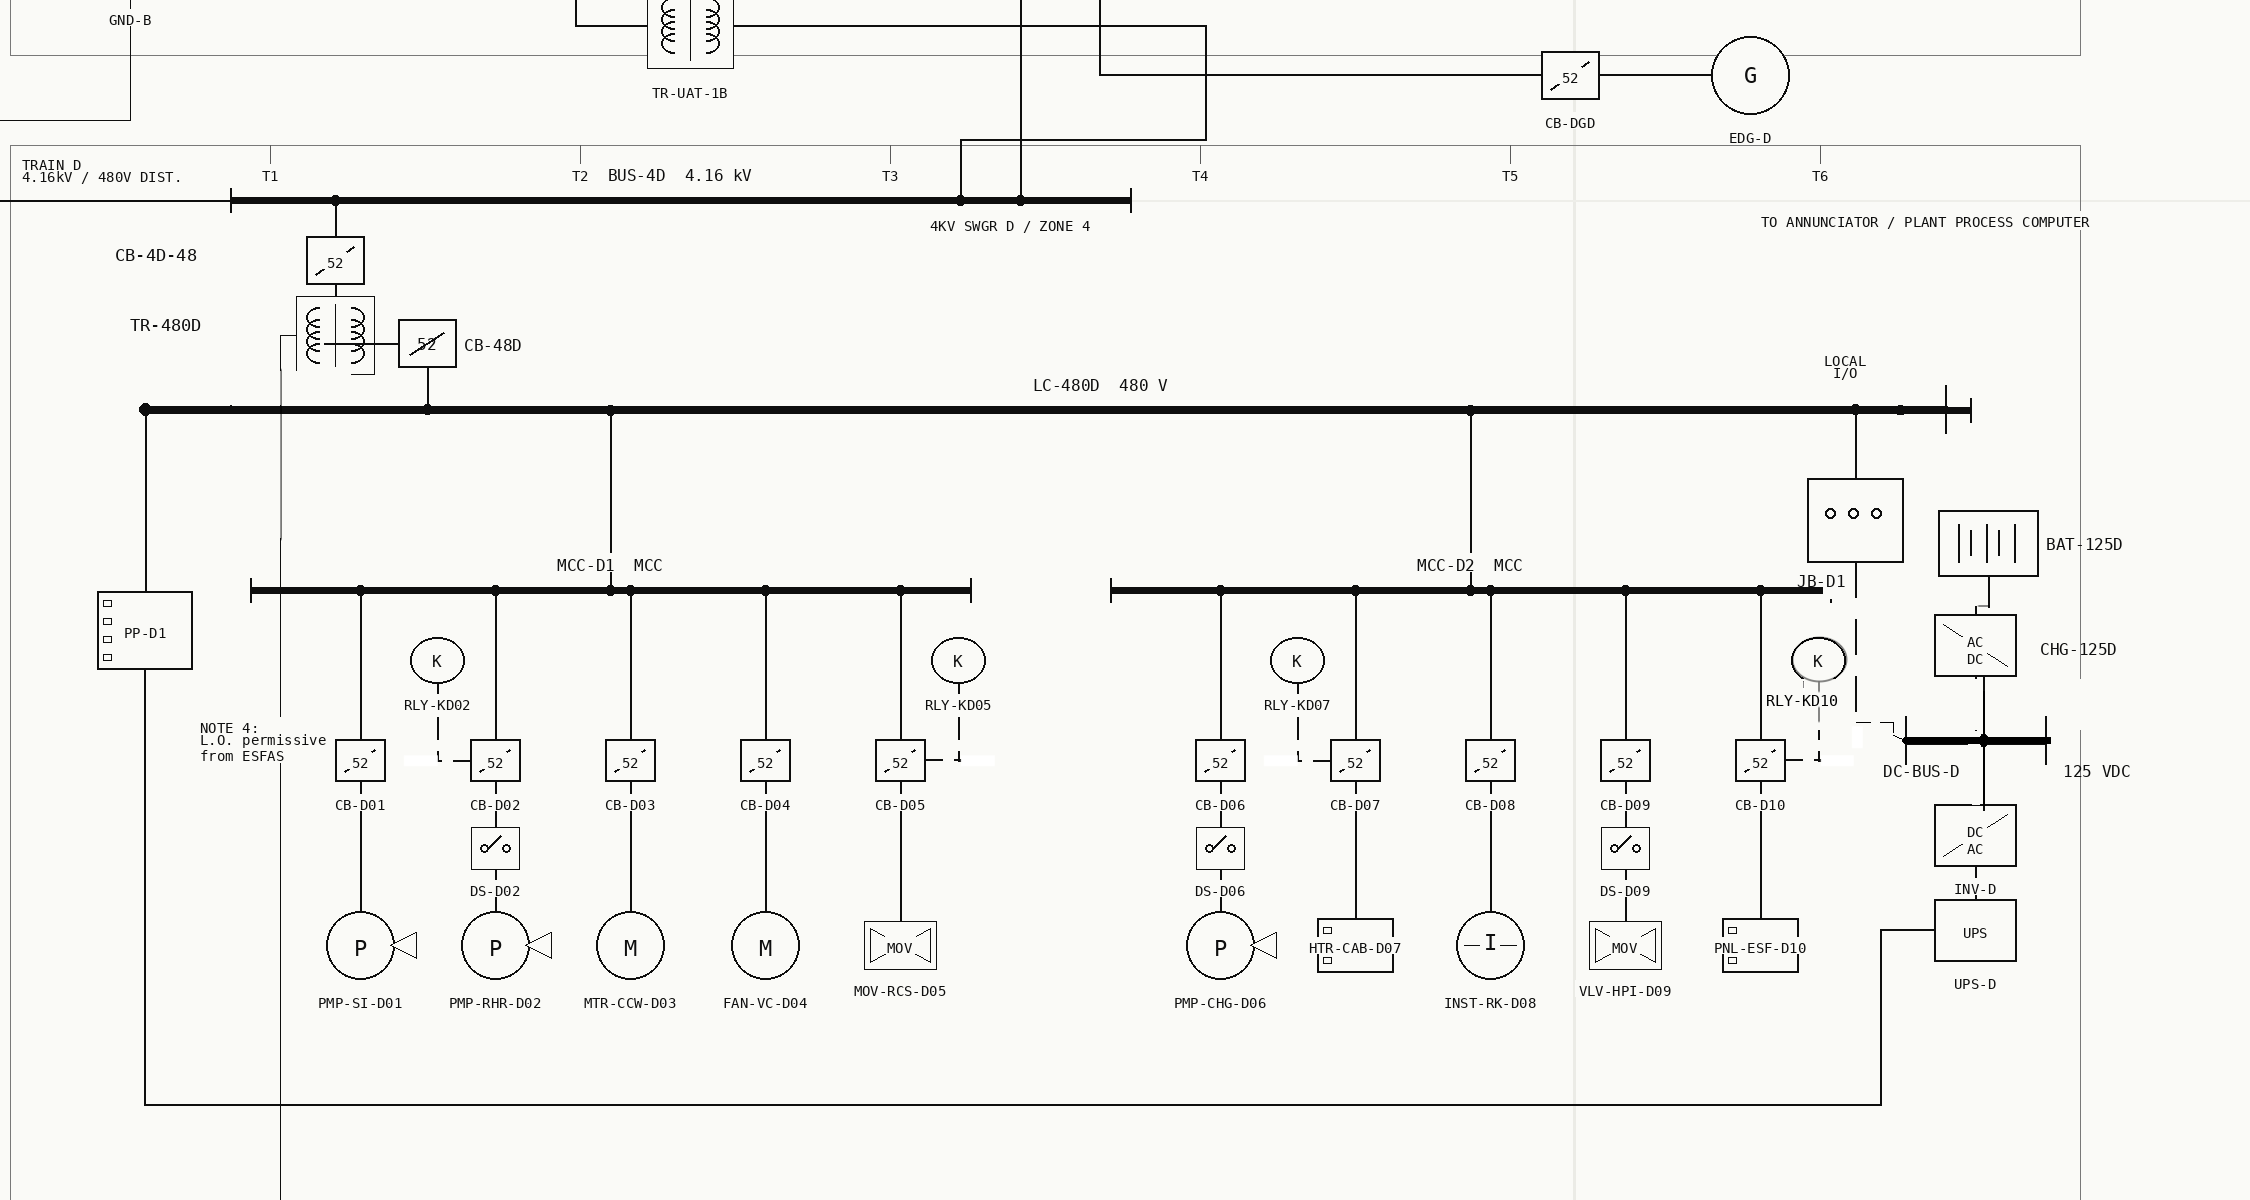 GND-B
TR-UAT-1B
52
G
CB-DGD
EDG-D
TRAIN D
4.16kV / 480V DIST.
T1
T2
BUS-4D  4.16 kV
T3
T4
T5
T6
4KV SWGR D / ZONE 4
TO ANNUNCIATOR / PLANT PROCESS COMPUTER
CB-4D-48
52
TR-480D
52
CB-48D
LOCAL
I/O
LC-480D  480 V
BAT-125D
MCC-D1  MCC
MCC-D2  MCC
JB-D1
PP-D1
AC
DC
CHG-125D
K
K
K
K
RLY-KD02
RLY-KD05
RLY-KD07
RLY-KD10
NOTE 4:
L.O. permissive
from ESFAS
52
52
52
52
52
52
52
52
52
52
DC-BUS-D
125 VDC
CB-D01
CB-D02
CB-D03
CB-D04
CB-D05
CB-D06
CB-D07
CB-D08
CB-D09
CB-D10
DC
AC
DS-D02
DS-D06
DS-D09
INV-D
P
P
M
M
MOV
P
HTR-CAB-D07
I
MOV
PNL-ESF-D10
UPS
PMP-SI-D01
PMP-RHR-D02
MTR-CCW-D03
FAN-VC-D04
MOV-RCS-D05
PMP-CHG-D06
INST-RK-D08
VLV-HPI-D09
UPS-D